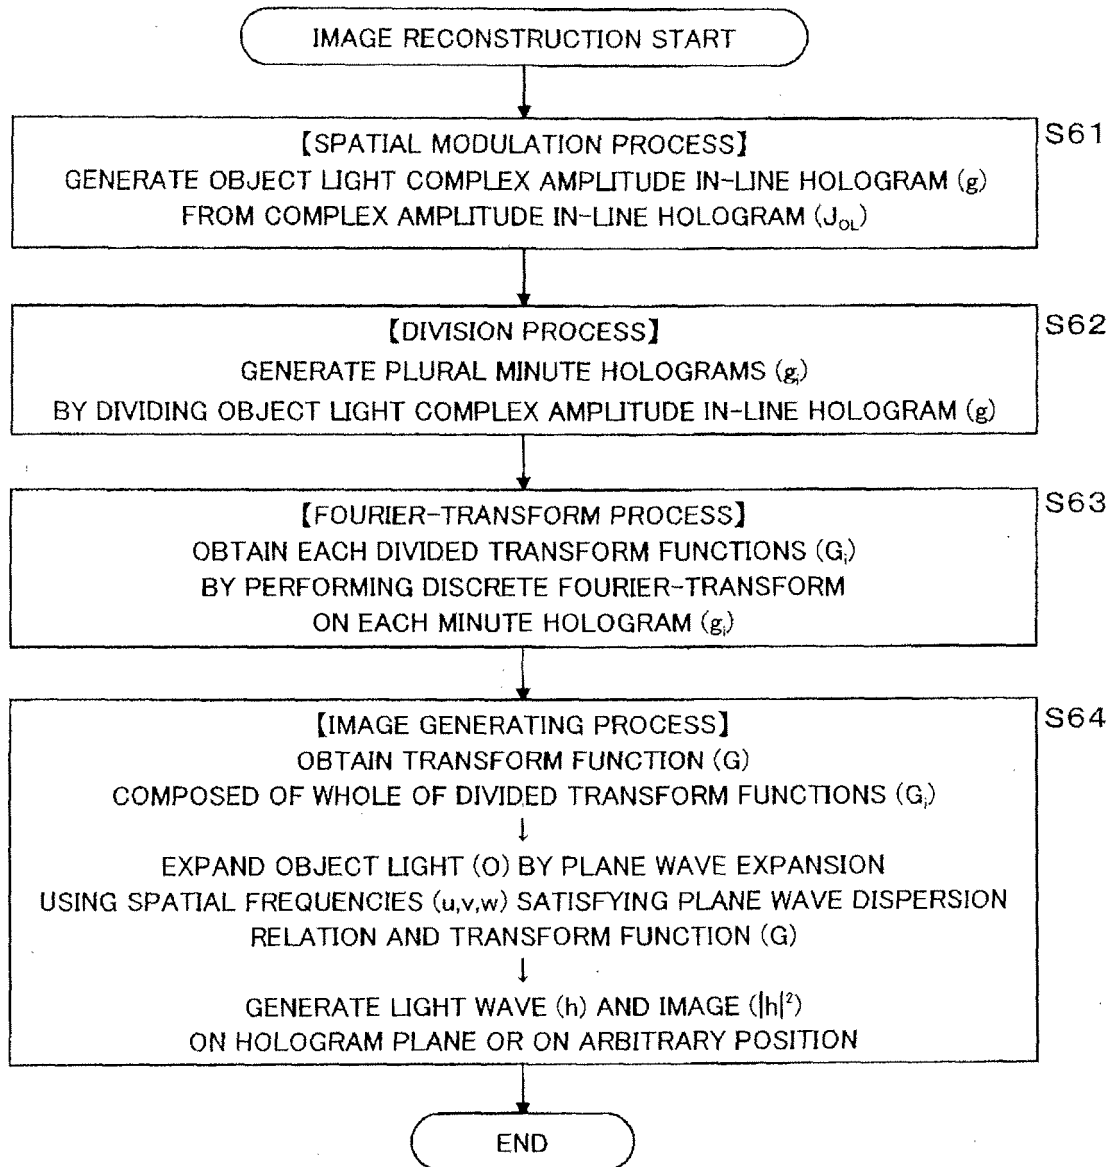 IMAGE RECONSTRUCTION START
S61
【SPATIAL MODULATION PROCESS】
GENERATE OBJECT LIGHT COMPLEX AMPLITUDE IN-LINE HOLOGRAM (g)
FROM COMPLEX AMPLITUDE IN-LINE HOLOGRAM (J_OL)
S62
【DIVISION PROCESS】
GENERATE PLURAL MINUTE HOLOGRAMS (g_i)
BY DIVIDING OBJECT LIGHT COMPLEX AMPLITUDE IN-LINE HOLOGRAM (g)
S63
【FOURIER-TRANSFORM PROCESS】
OBTAIN EACH DIVIDED TRANSFORM FUNCTIONS (G_i)
BY PERFORMING DISCRETE FOURIER-TRANSFORM
ON EACH MINUTE HOLOGRAM (g_i)
S64
【IMAGE GENERATING PROCESS】
OBTAIN TRANSFORM FUNCTION (G)
COMPOSED OF WHOLE OF DIVIDED TRANSFORM FUNCTIONS (G_i)
↓
EXPAND OBJECT LIGHT (O) BY PLANE WAVE EXPANSION
USING SPATIAL FREQUENCIES (u,v,w) SATISFYING PLANE WAVE DISPERSION
RELATION AND TRANSFORM FUNCTION (G)
↓
GENERATE LIGHT WAVE (h) AND IMAGE (|h|²)
ON HOLOGRAM PLANE OR ON ARBITRARY POSITION
END